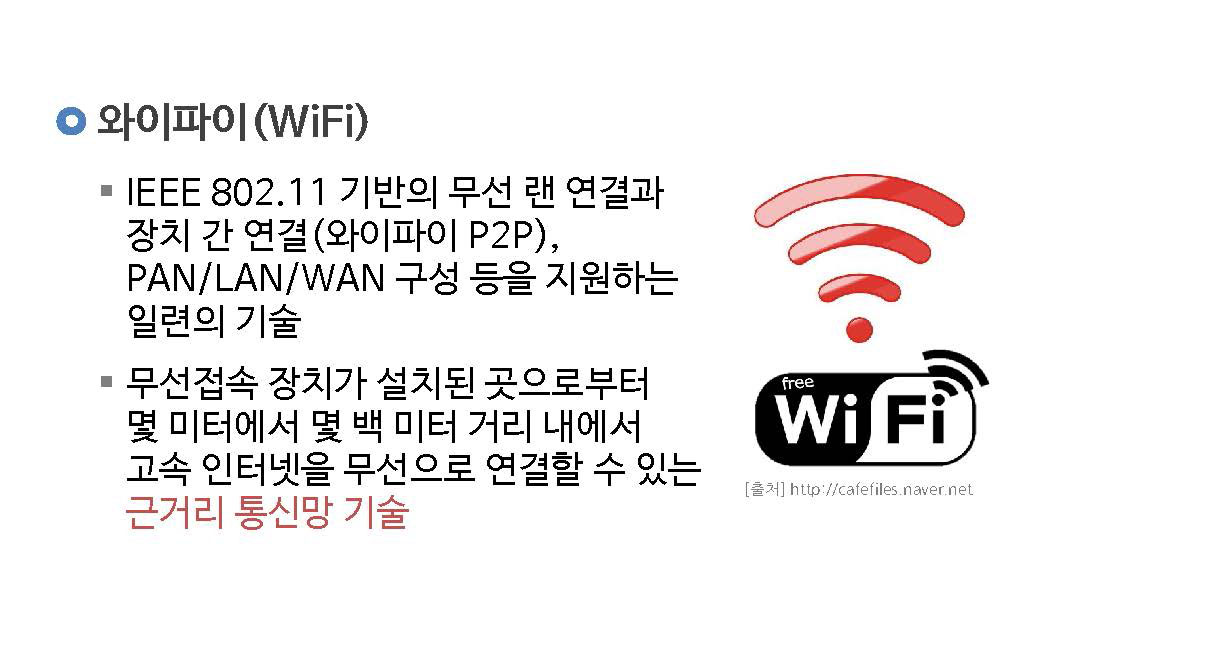 와이파이(WiFi)
IEEE 802.11 기반의 무선 랜 연결과
장치 간 연결(와이파이 P2P),
PAN/LAN/WAN 구성 등을 지원하는
일련의 기술
무선접속 장치가 설치된 곳으로부터
몇 미터에서 몇 백 미터 거리 내에서
고속 인터넷을 무선으로 연결할 수 있는
근거리 통신망 기술
free
WiFi
[출처] http://cafefiles.naver.net